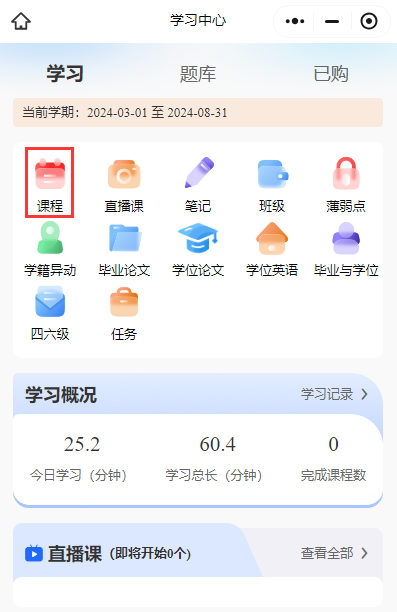 学习中心
学习 题库 已购
当前学期：2024-03-01 至 2024-08-31
课程 直播课 笔记 班级 薄弱点
学籍异动 毕业论文 学位论文 学位英语 毕业与学位
四六级 任务
学习概况 学习记录
25.2 60.4 0
今日学习（分钟） 学习总长（分钟） 完成课程数
直播课（即将开始0个） 查看全部